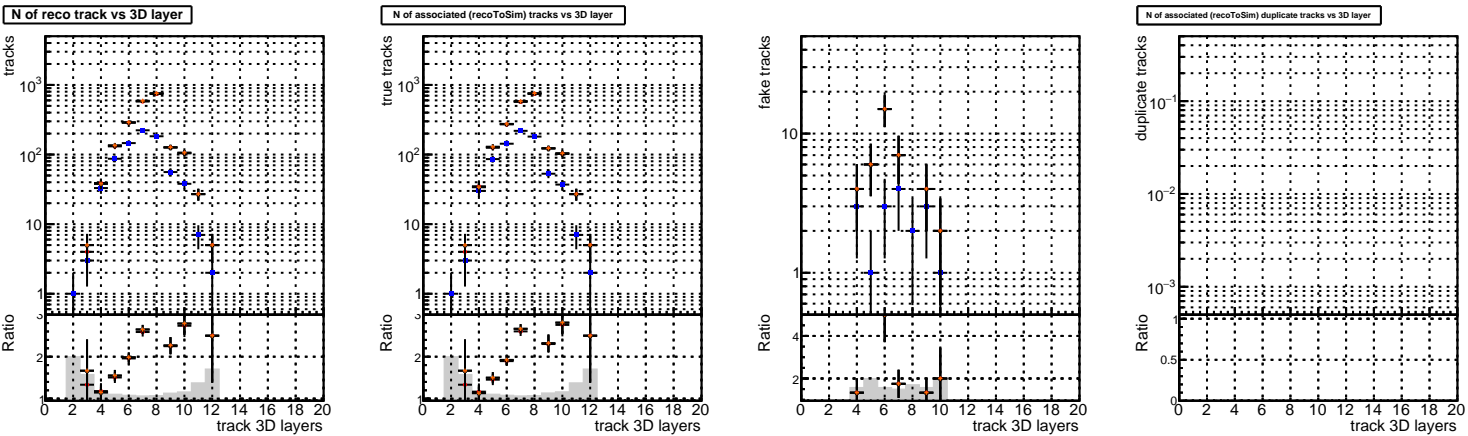 N of reco track vs 3D layer
tracks
10³
10²
10
1
Ratio
3
2
1
0 2 4 6 8 10 12 14 16 18 20
track 3D layers
N of associated (recoToSim) tracks vs 3D layer
true tracks
10³
10²
10
1
Ratio
3
2
1
0 2 4 6 8 10 12 14 16 18 20
track 3D layers
fake tracks
10
1
Ratio
4
2
0 2 4 6 8 10 12 14 16 18 20
track 3D layers
N of associated (recoToSim) duplicate tracks vs 3D layer
duplicate tracks
10⁻¹
10⁻²
10⁻³
Ratio
1
0.5
0
0 2 4 6 8 10 12 14 16 18 20
track 3D layers